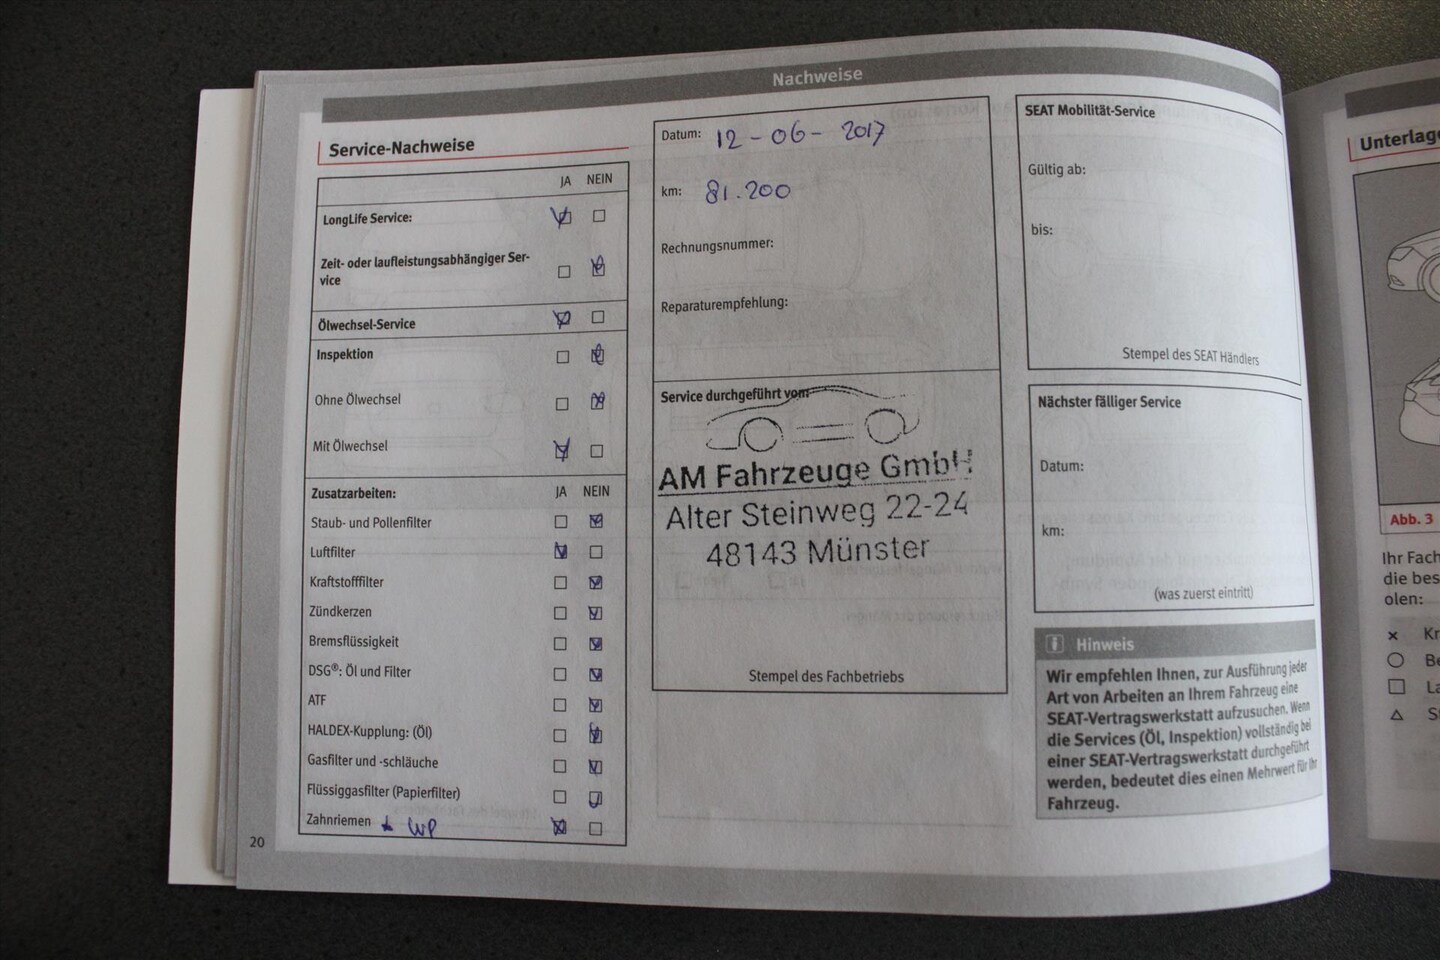 Nachweise
Service-Nachweise
JA NEIN
LongLife Service:
Zeit- oder laufleistungsabhängiger Ser-
vice
Ölwechsel-Service
Inspektion
Ohne Ölwechsel
Mit Ölwechsel
Zusatzarbeiten: JA NEIN
Staub- und Pollenfilter
Luftfilter
Kraftstofffilter
Zündkerzen
Bremsflüssigkeit
DSG®: Öl und Filter
ATF
HALDEX-Kupplung: (Öl)
Gasfilter und -schläuche
Flüssiggasfilter (Papierfilter)
Zahnriemen + WP
20
Datum: 12-06-2017
km: 81.200
Rechnungsnummer:
Reparaturempfehlung:
Service durchgeführt vom:
AM Fahrzeuge GmbH
Alter Steinweg 22-24
48143 Münster
Stempel des Fachbetriebs
SEAT Mobilität-Service
Gültig ab:
bis:
Stempel des SEAT Händlers
Nächster fälliger Service
Datum:
km:
(was zuerst eintritt)
i Hinweis
Wir empfehlen Ihnen, zur Ausführung jeder
Art von Arbeiten an Ihrem Fahrzeug eine
SEAT-Vertragswerkstatt aufzusuchen. Wenn
die Services (Öl, Inspektion) vollständig bei
einer SEAT-Vertragswerkstatt durchgeführt
werden, bedeutet dies einen Mehrwert für Ihr
Fahrzeug.
Unterlage
Abb. 3
Ihr Fach
die bes
olen:
Kr
Be
La
St